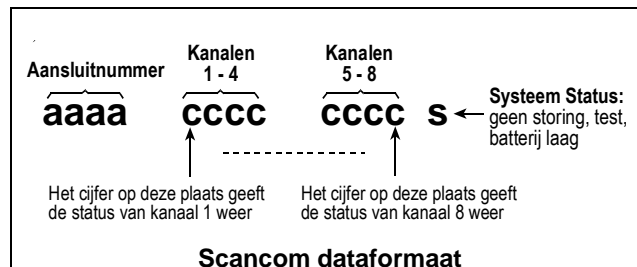 Aansluitnummer
Kanalen
1 - 4
Kanalen
5 - 8
aaaa cccc cccc s
Systeem Status:
geen storing, test,
batterij laag
Het cijfer op deze plaats geeft
de status van kanaal 1 weer
Het cijfer op deze plaats geeft
de status van kanaal 8 weer
Scancom dataformaat